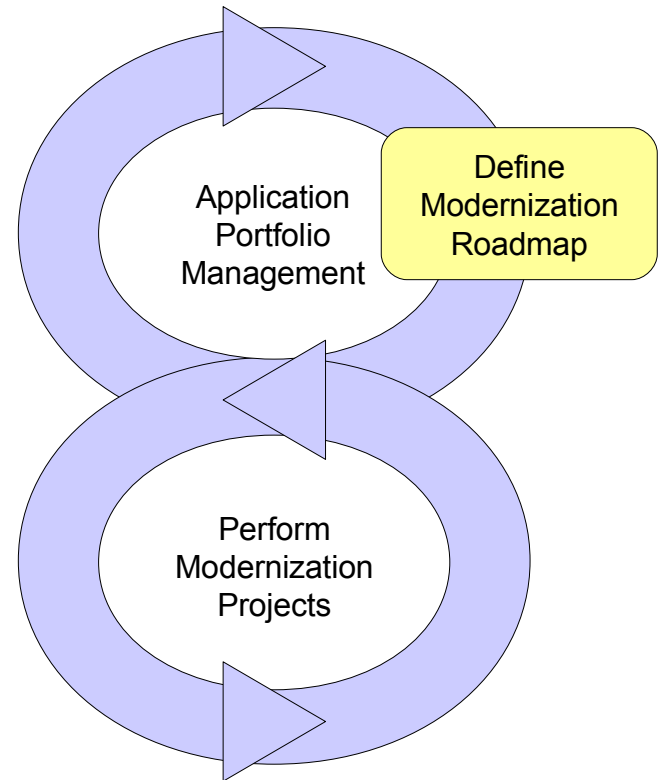 Application
Portfolio
Management
Define
Modernization
Roadmap
Perform
Modernization
Projects